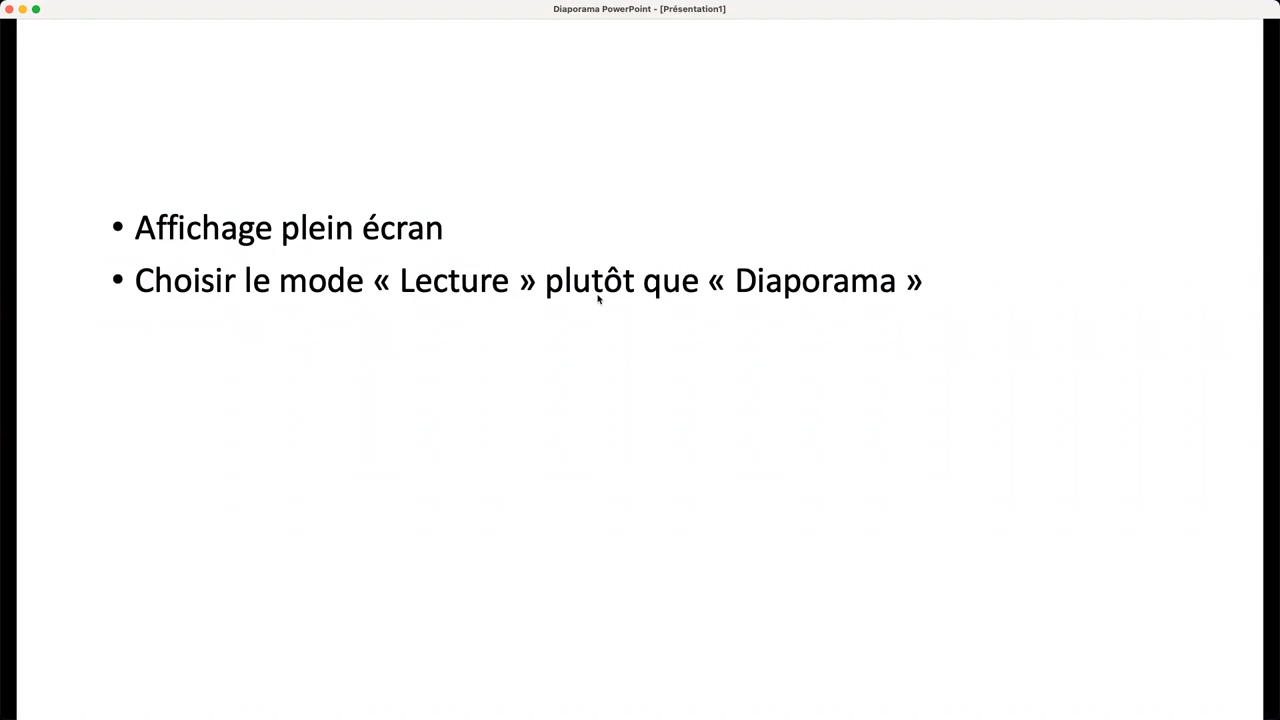 Diaporama PowerPoint - [Présentation1]
• Affichage plein écran
• Choisir le mode « Lecture » plutôt que « Diaporama »